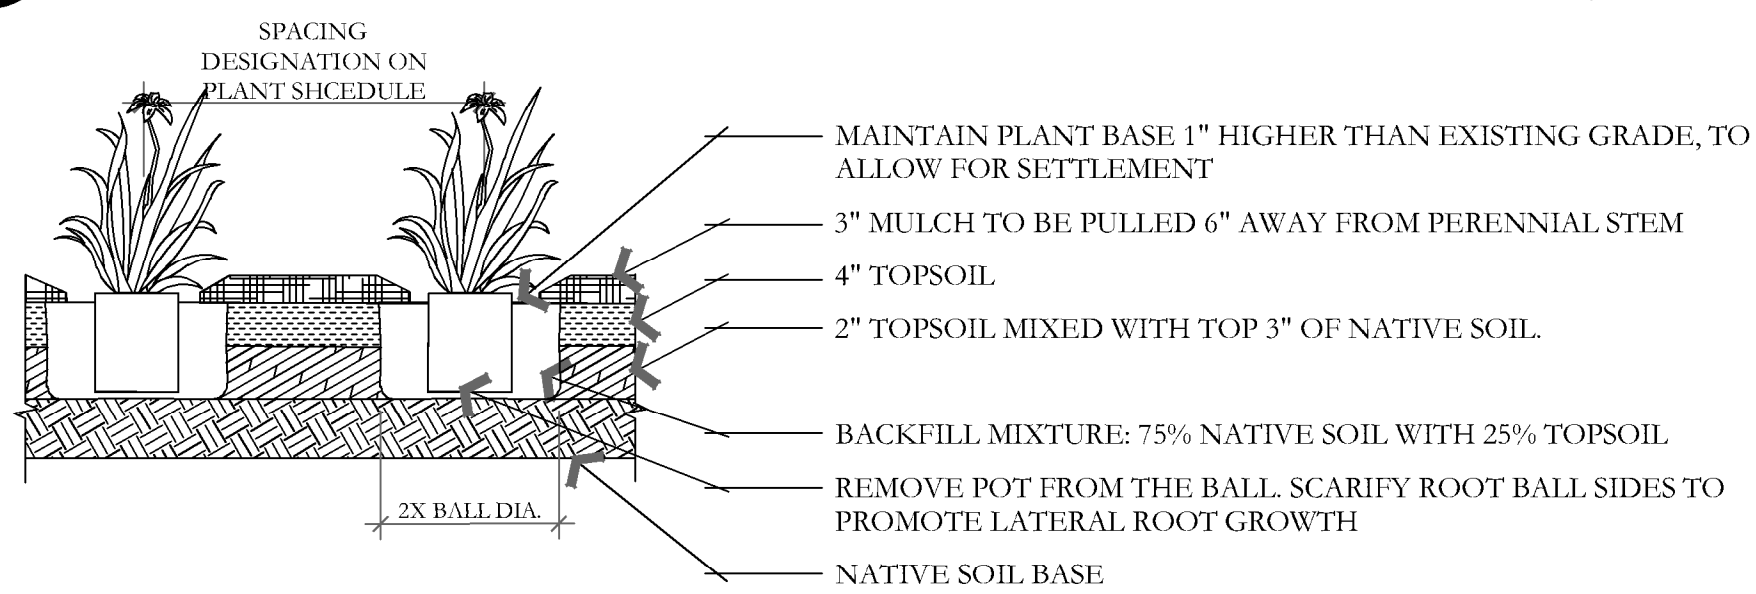 SPACING
DESIGNATION ON
PLANT SHCEDULE
MAINTAIN PLANT BASE 1" HIGHER THAN EXISTING GRADE, TO
ALLOW FOR SETTLEMENT
3" MULCH TO BE PULLED 6" AWAY FROM PERENNIAL STEM
4" TOPSOIL
2" TOPSOIL MIXED WITH TOP 3" OF NATIVE SOIL.
BACKFILL MIXTURE: 75% NATIVE SOIL WITH 25% TOPSOIL
REMOVE POT FROM THE BALL. SCARIFY ROOT BALL SIDES TO
PROMOTE LATERAL ROOT GROWTH
2X BALL DIA.
NATIVE SOIL BASE